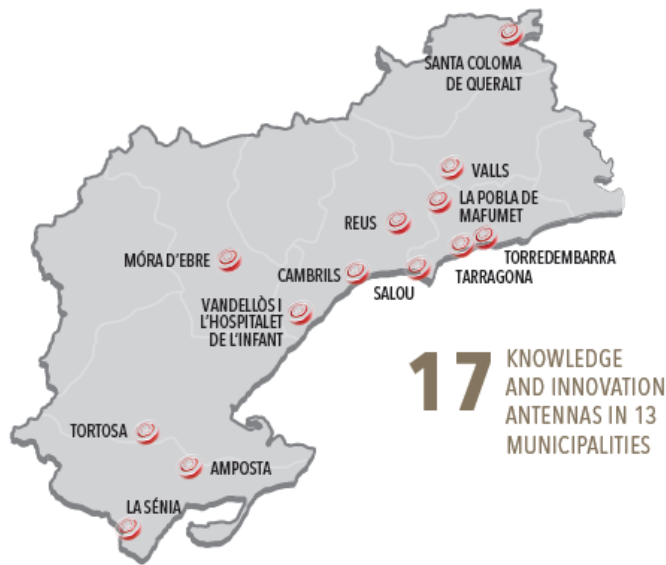 SANTA COLOMA
DE QUERALT
VALLS
LA POBLA DE
MAFUMET
REUS
TORREDEMBARRA
MÓRA D'EBRE
CAMBRILS
TARRAGONA
SALOU
VANDELLÒS I
L'HOSPITALET
DE L'INFANT
17 KNOWLEDGE
AND INNOVATION
ANTENNAS IN 13
MUNICIPALITIES
TORTOSA
AMPOSTA
LA SÉNIA